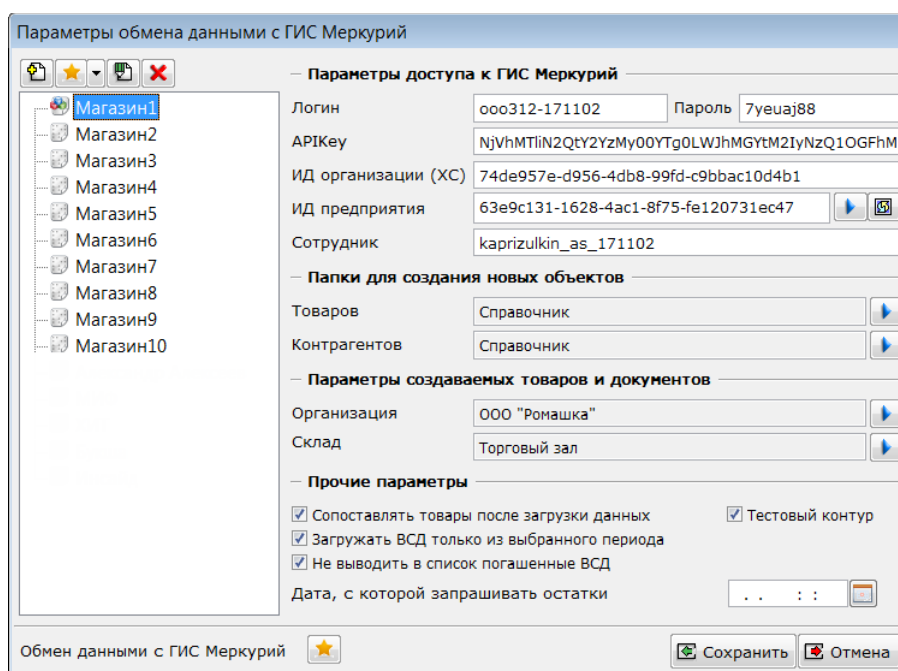 Параметры обмена данными с ГИС Меркурий
Магазин1
Магазин2
Магазин3
Магазин4
Магазин5
Магазин6
Магазин7
Магазин8
Магазин9
Магазин10
Параметры доступа к ГИС Меркурий
Логин ооо312-171102 Пароль 7yeuaj88
APIKey NjVhMTliN2QtY2YzMy00YTg0LWJhMGYtM2IyNzQ1OGFhM
ИД организации (ХС) 74de957e-d956-4db8-99fd-c9bbac10d4b1
ИД предприятия 63e9c131-1628-4ac1-8f75-fe120731ec47
Сотрудник kaprizulkin_as_171102
Папки для создания новых объектов
Товаров Справочник
Контрагентов Справочник
Параметры создаваемых товаров и документов
Организация ООО "Ромашка"
Склад Торговый зал
Прочие параметры
Сопоставлять товары после загрузки данных Тестовый контур
Загружать ВСД только из выбранного периода
Не выводить в список погашенные ВСД
Дата, с которой запрашивать остатки . . : :
Обмен данными с ГИС Меркурий Сохранить Отмена